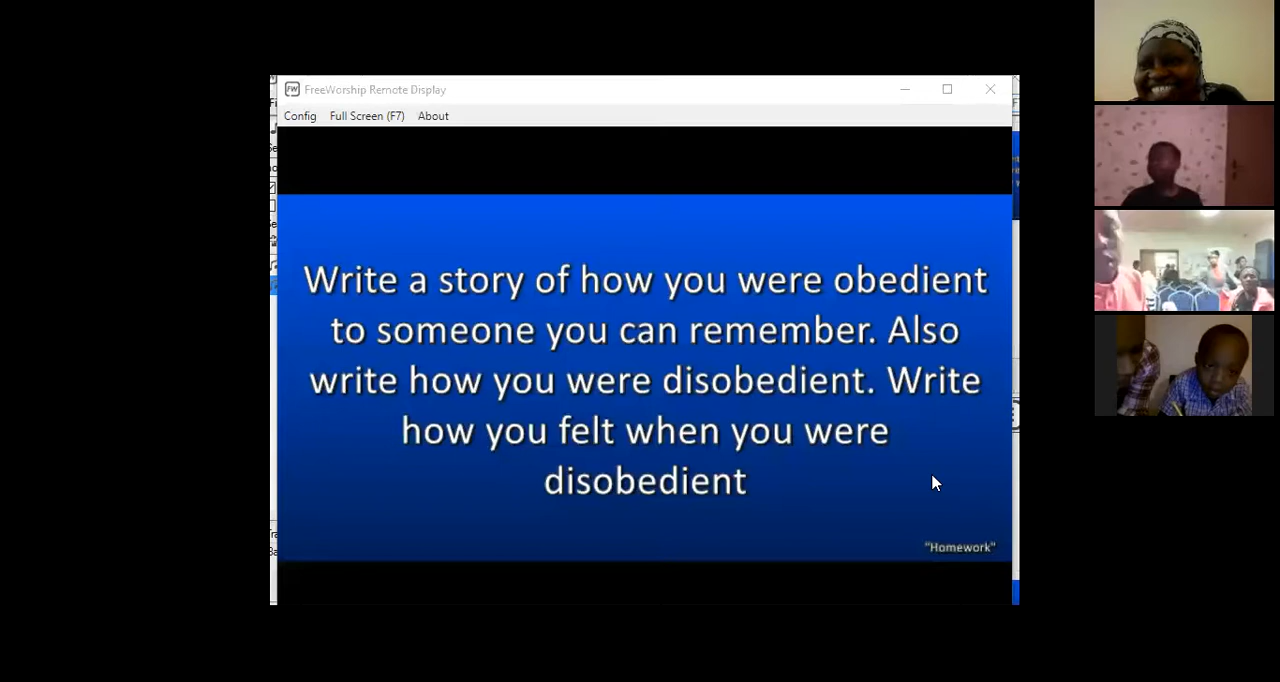 FreeWorship Remote Display
Config Full Screen (F7) About
Write a story of how you were obedient
to someone you can remember. Also
write how you were disobedient. Write
how you felt when you were
disobedient
"Homework"